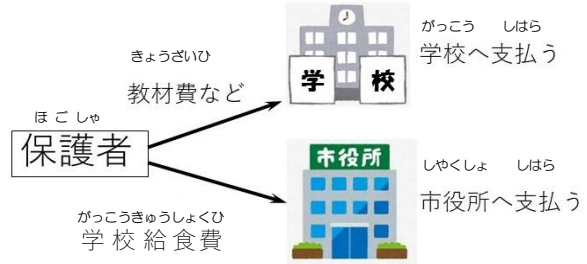 がっこう しはら
学校へ支払う
きょうざいひ
教材費など
学 校
ほごしゃ
保護者
市役所
しやくしょ しはら
市役所へ支払う
がっこうきゅうしょくひ
学校給食費